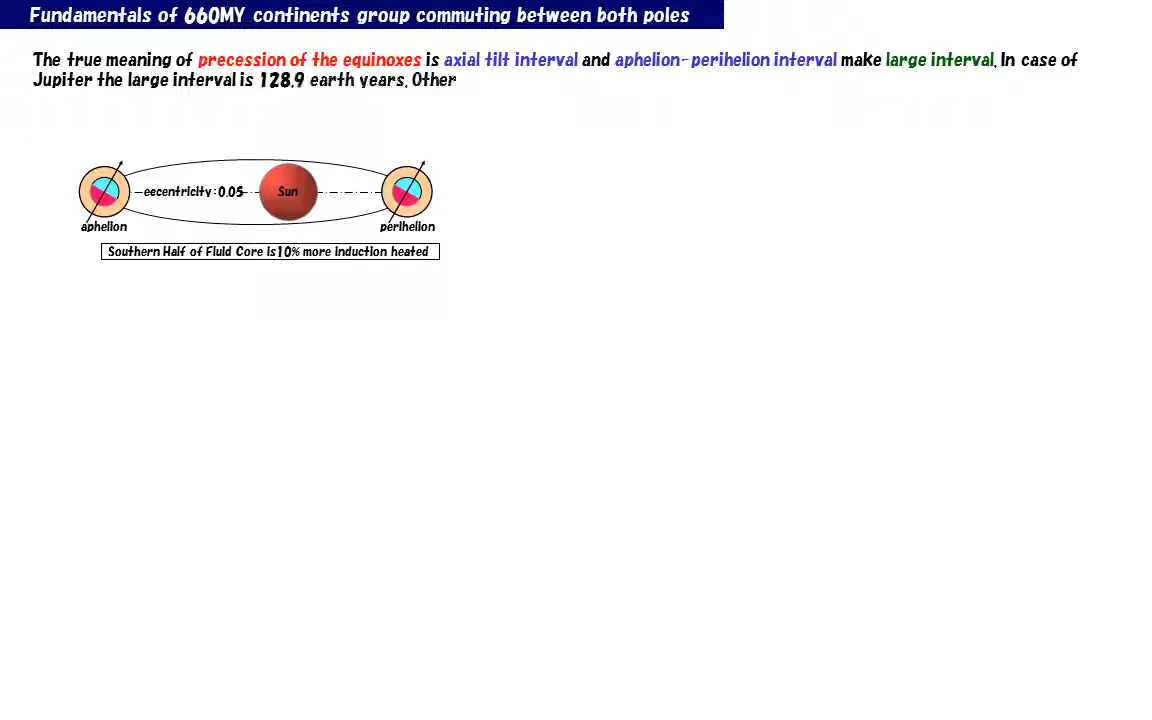 Fundamentals of 660MY continents group commuting between both poles
The true meaning of precession of the equinoxes is axial tilt interval and aphelion-perihelion interval make large interval. In case of
Jupiter the large interval is 128.9 earth years. Other
eccentricity:0.05
Sun
aphelion
perihelion
Southern Half of Fluid Core is10% more induction heated